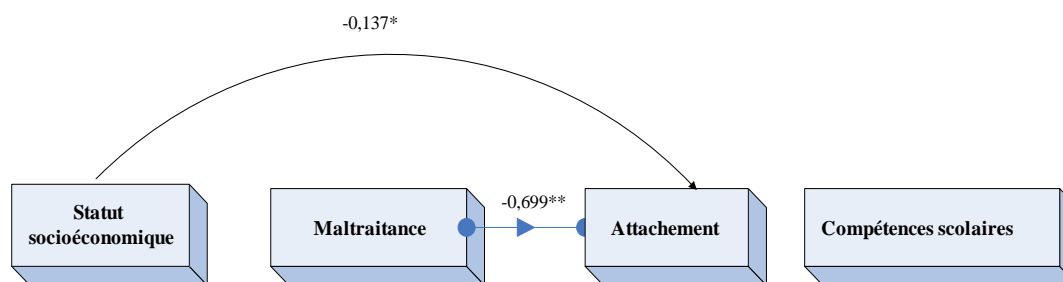 -0,137*
-0,699**
Statut
socioéconomique
Maltraitance
Attachement
Compétences scolaires